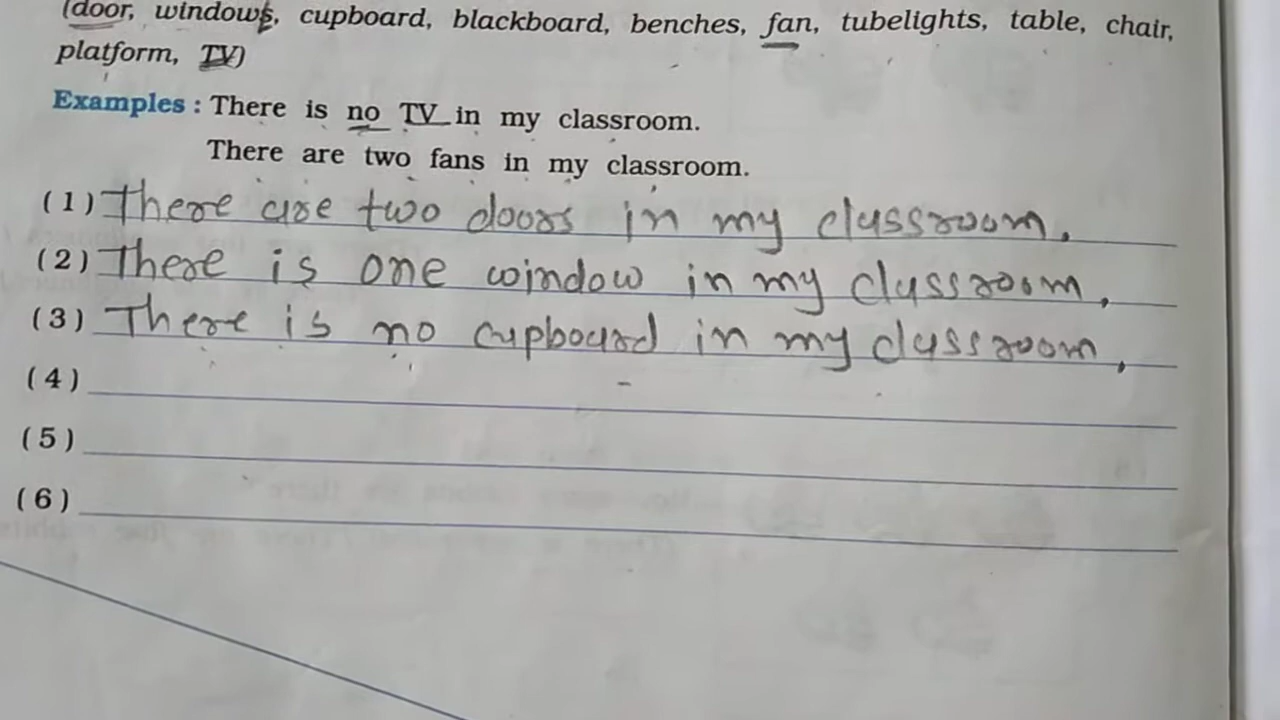 (door, windows, cupboard, blackboard, benches, fan, tubelights, table, chair,
platform, TV)
Examples : There is no TV in my classroom.
There are two fans in my classroom.
(1) There are two doors in my classroom.
(2) There is one window in my classroom.
(3) There is no cupboard in my classroom.
(4)
(5)
(6)